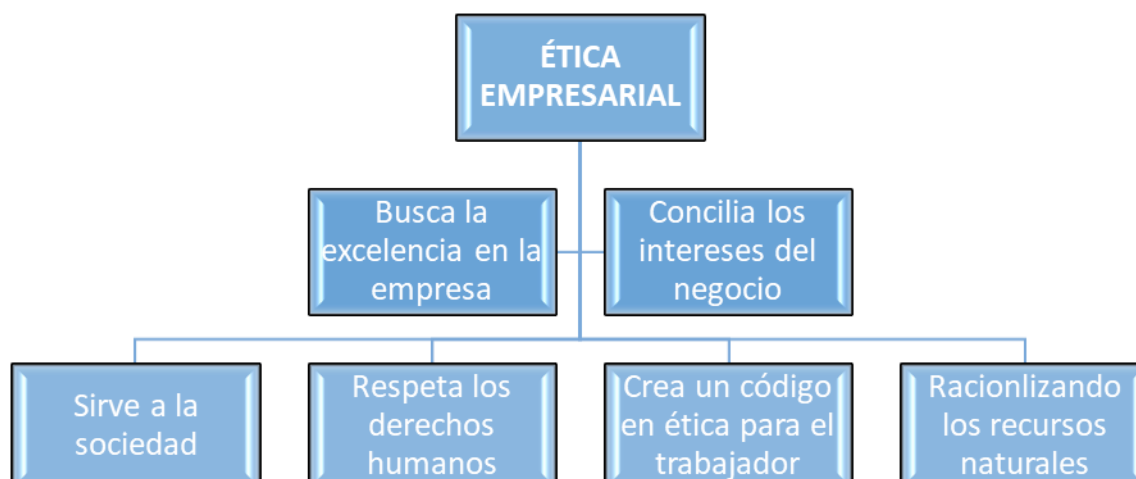 ÉTICA
EMPRESARIAL
Busca la
excelencia en la
empresa
Concilia los
intereses del
negocio
Sirve a la
sociedad
Respeta los
derechos
humanos
Crea un código
en ética para el
trabajador
Racionlizando
los recursos
naturales